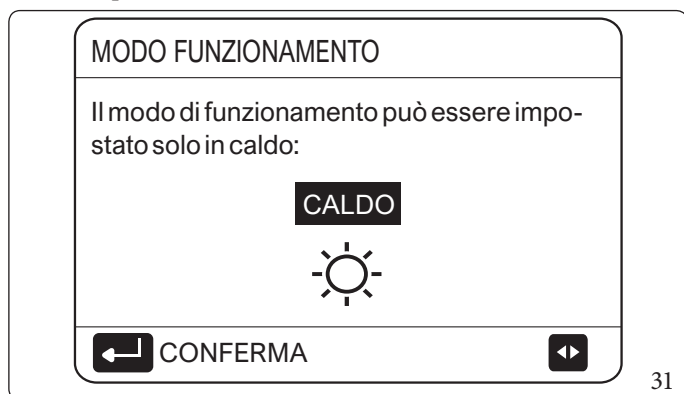 MODO FUNZIONAMENTO
Il modo di funzionamento può essere impo-
stato solo in caldo:
CALDO
CONFERMA
31